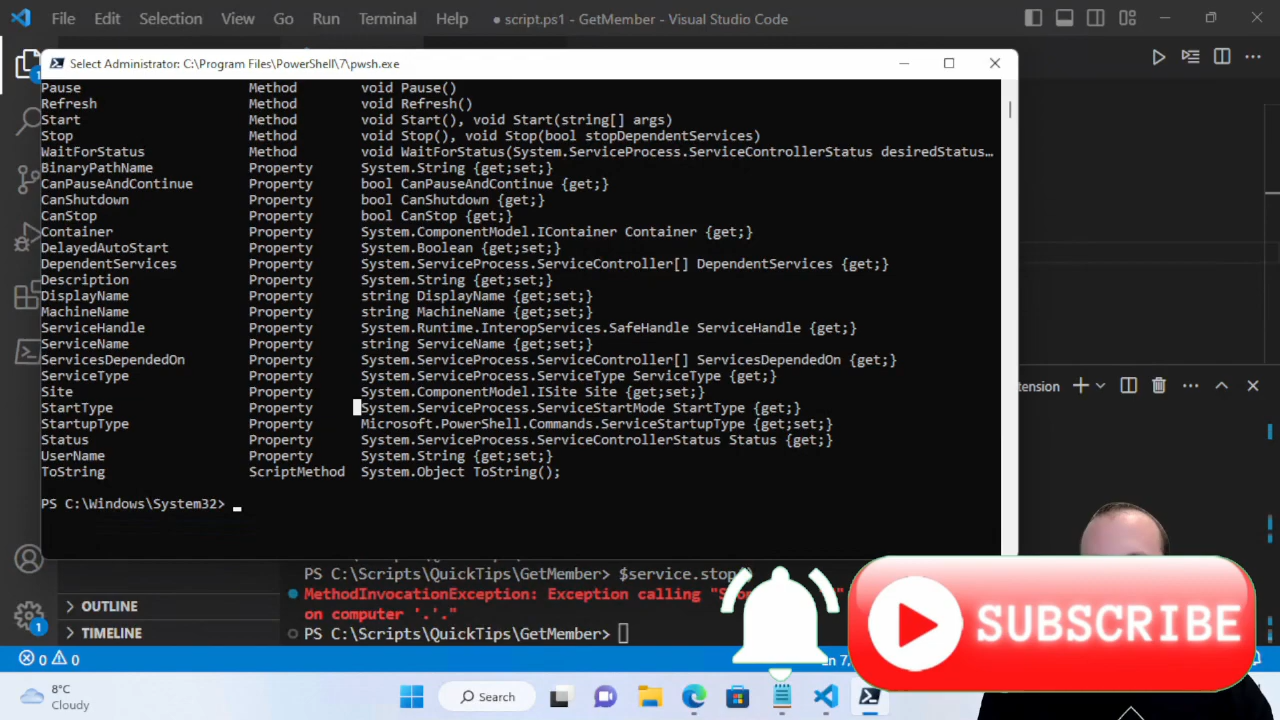 File Edit Selection View Go Run Terminal Help ● script.ps1 - GetMember - Visual Studio Code
Select Administrator: C:\Program Files\PowerShell\7\pwsh.exe
Pause Method void Pause()
Refresh Method void Refresh()
Start Method void Start(), void Start(string[] args)
Stop Method void Stop(), void Stop(bool stopDependentServices)
WaitForStatus Method void WaitForStatus(System.ServiceProcess.ServiceControllerStatus desiredStatus…
BinaryPathName Property System.String {get;set;}
CanPauseAndContinue Property bool CanPauseAndContinue {get;}
CanShutdown Property bool CanShutdown {get;}
CanStop Property bool CanStop {get;}
Container Property System.ComponentModel.IContainer Container {get;}
DelayedAutoStart Property System.Boolean {get;set;}
DependentServices Property System.ServiceProcess.ServiceController[] DependentServices {get;}
Description Property System.String {get;set;}
DisplayName Property string DisplayName {get;set;}
MachineName Property string MachineName {get;set;}
ServiceHandle Property System.Runtime.InteropServices.SafeHandle ServiceHandle {get;}
ServiceName Property string ServiceName {get;set;}
ServicesDependedOn Property System.ServiceProcess.ServiceController[] ServicesDependedOn {get;}
ServiceType Property System.ServiceProcess.ServiceType ServiceType {get;}
Site Property System.ComponentModel.ISite Site {get;set;}
StartType Property System.ServiceProcess.ServiceStartMode StartType {get;}
StartupType Property Microsoft.PowerShell.Commands.ServiceStartupType {get;set;}
Status Property System.ServiceProcess.ServiceControllerStatus Status {get;}
UserName Property System.String {get;set;}
ToString ScriptMethod System.Object ToString();
PS C:\Windows\System32>
tension
1
PS C:\Scripts\QuickTips\GetMember> $service.stop()
MethodInvocationException: Exception calling "
on computer '.'."
PS C:\Scripts\QuickTips\GetMember>
OUTLINE
TIMELINE
1
0 0
Ln 7,
SUBSCRIBE
8°C
Cloudy
Search